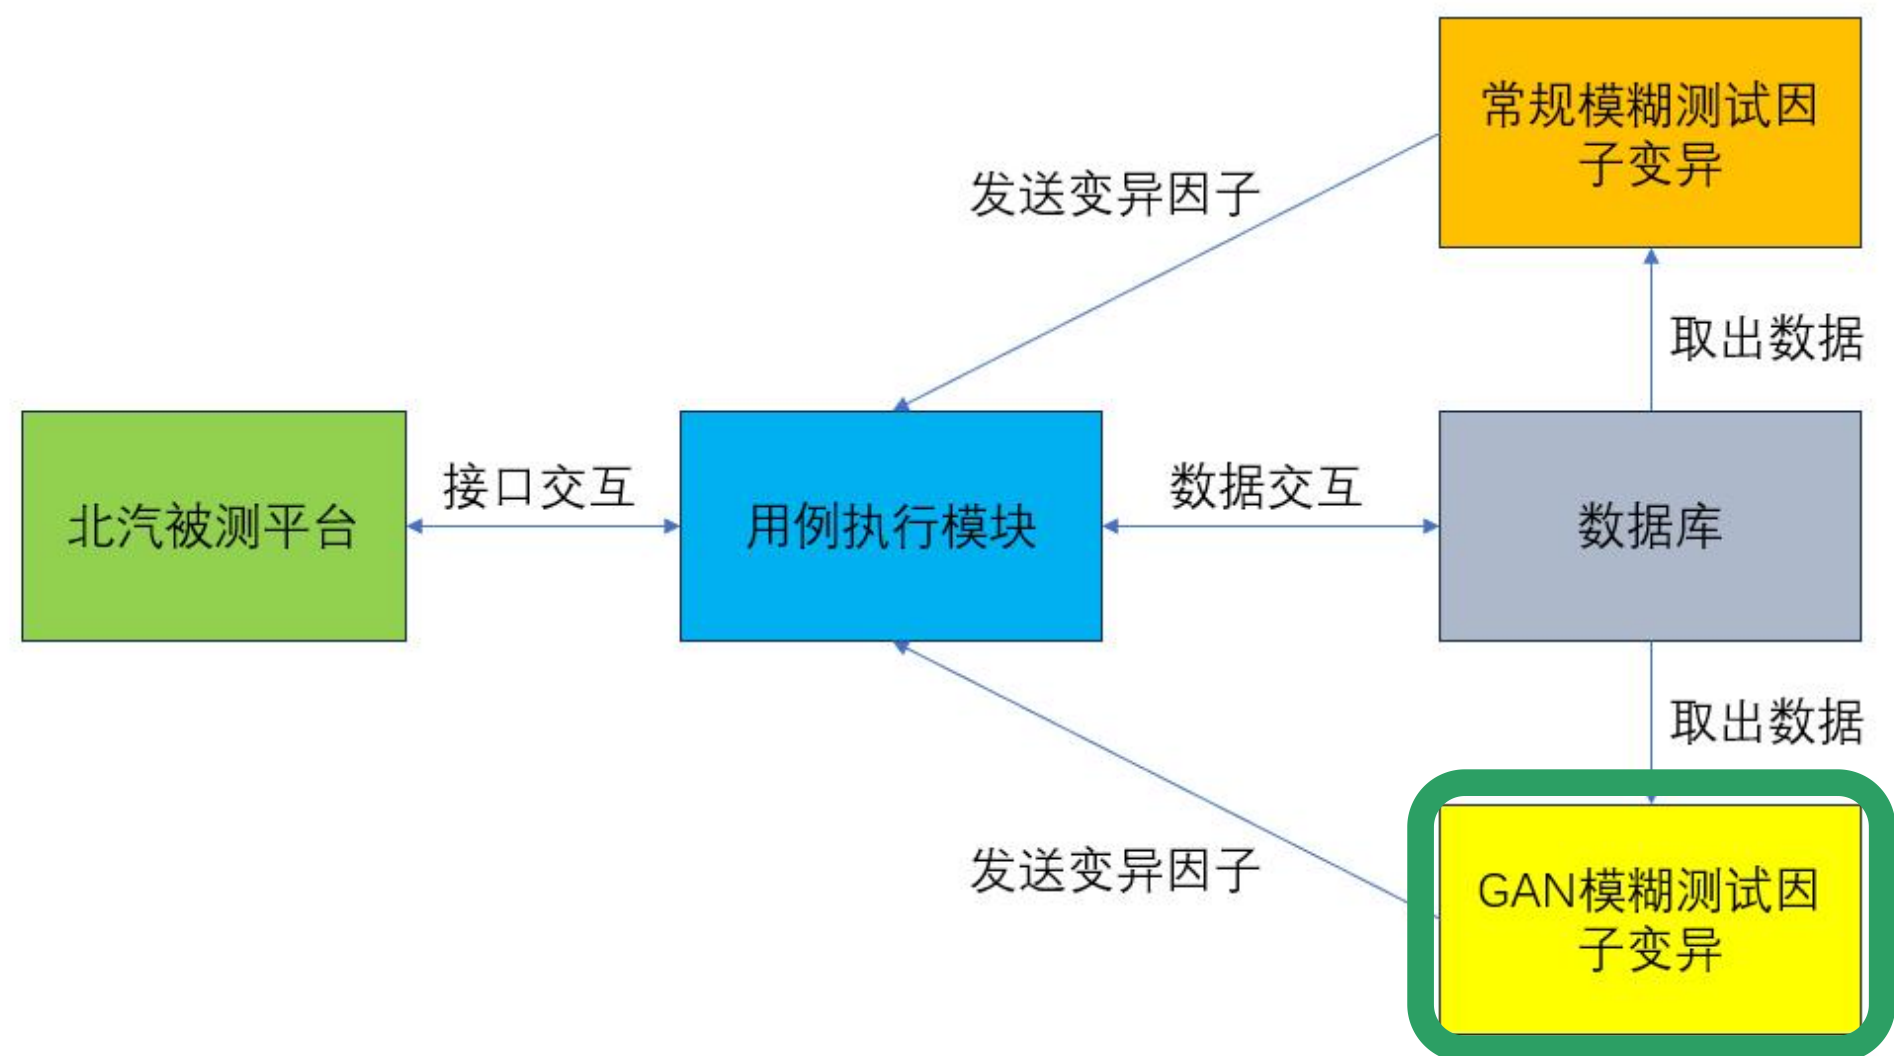 常规模糊测试因
子变异
发送变异因子
取出数据
北汽被测平台
接口交互
用例执行模块
数据交互
数据库
取出数据
发送变异因子
GAN模糊测试因
子变异